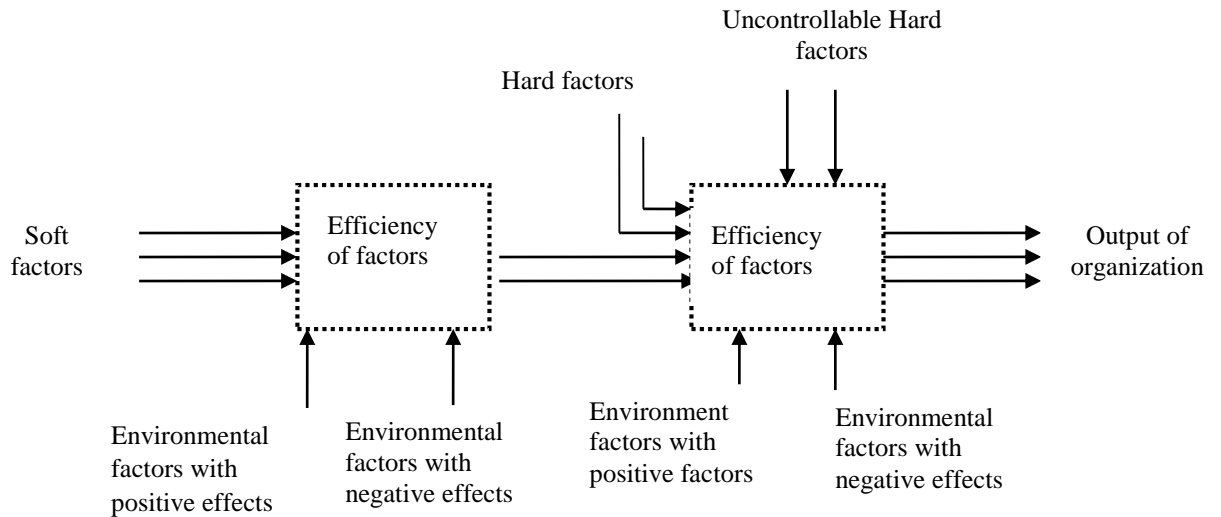 Uncontrollable Hard
factors
Hard factors
Soft
factors
Efficiency
of factors
Efficiency
of factors
Output of
organization
Environmental
factors with
positive effects
Environmental
factors with
negative effects
Environment
factors with
positive factors
Environmental
factors with
negative effects